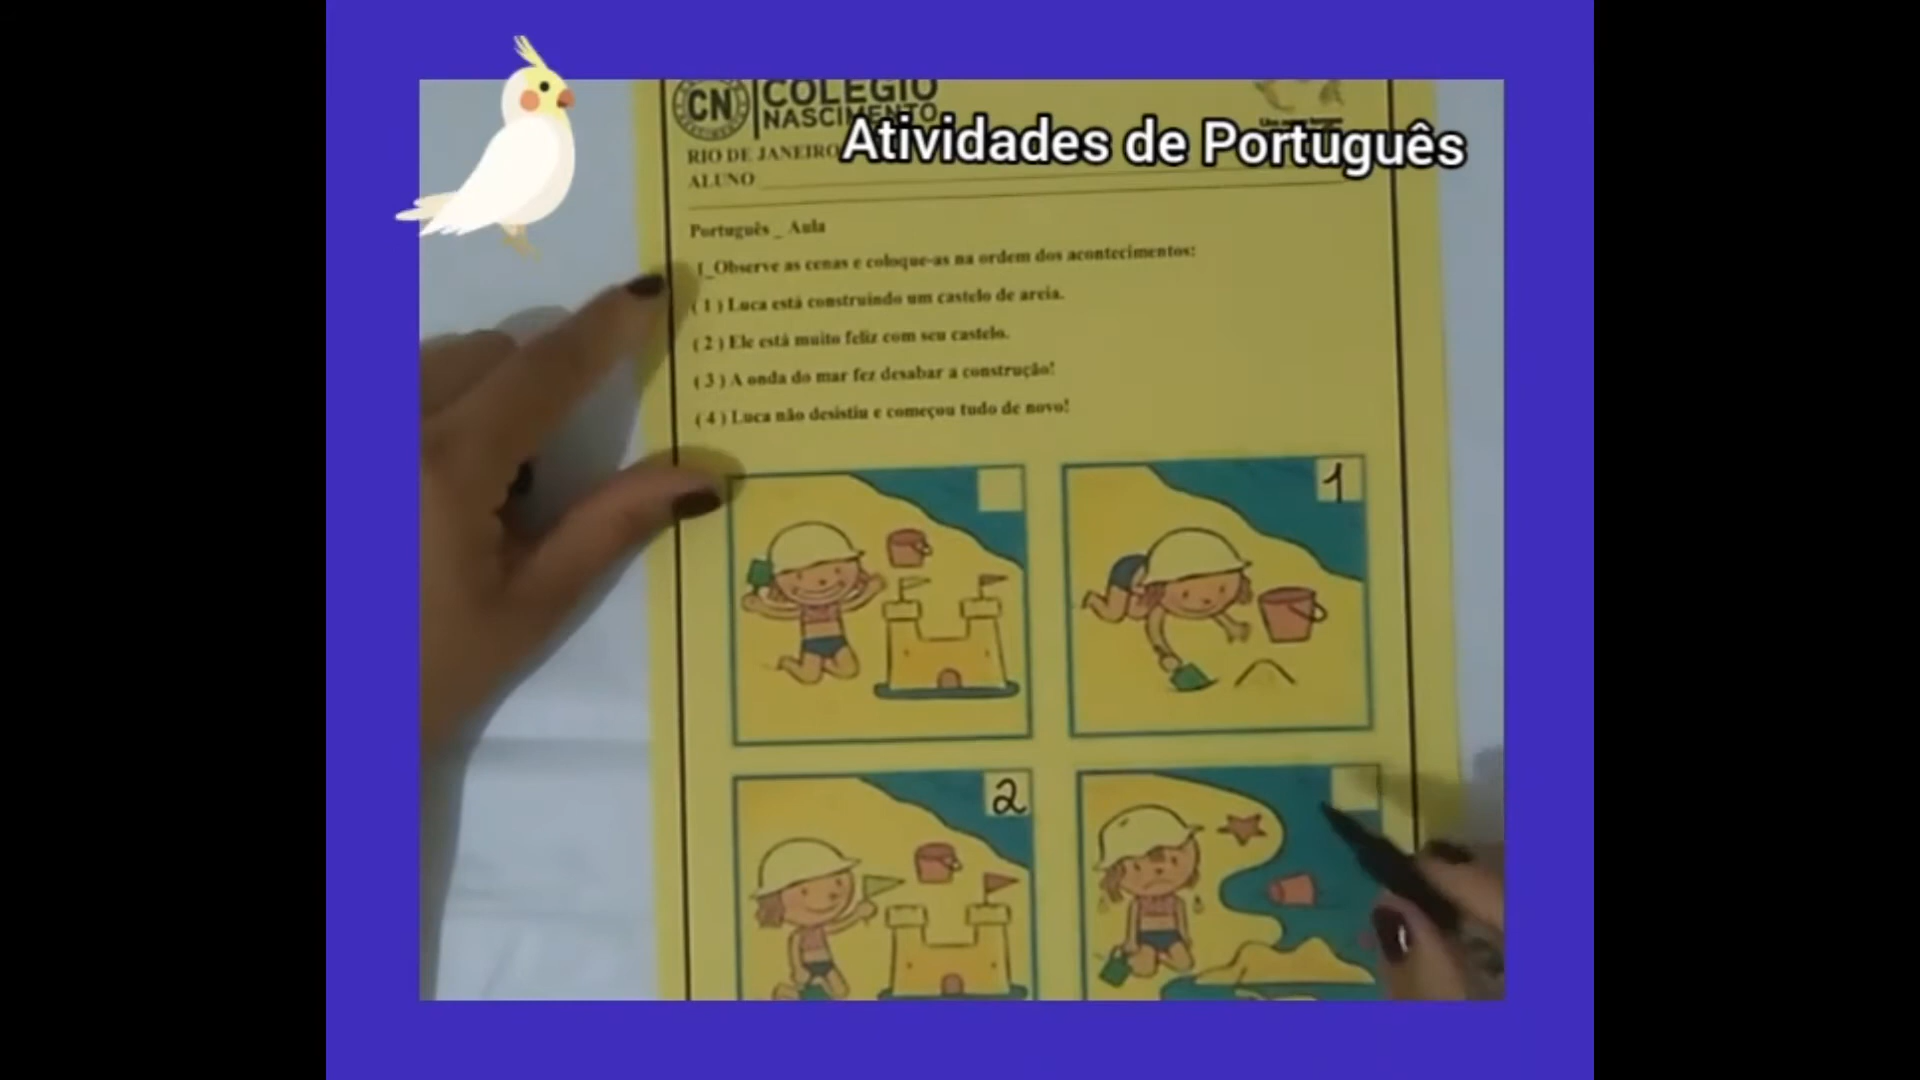 CN
COLÉGIO
NASCIMENTO
Atividades de Português
RIO DE JANEIRO
ALUNO
Português _ Aula
1_Observe as cenas e coloque-as na ordem dos acontecimentos:
( 1 ) Luca está construindo um castelo de areia.
( 2 ) Ele está muito feliz com seu castelo.
( 3 ) A onda do mar fez desabar a construção!
( 4 ) Luca não desistiu e começou tudo de novo!
1
2